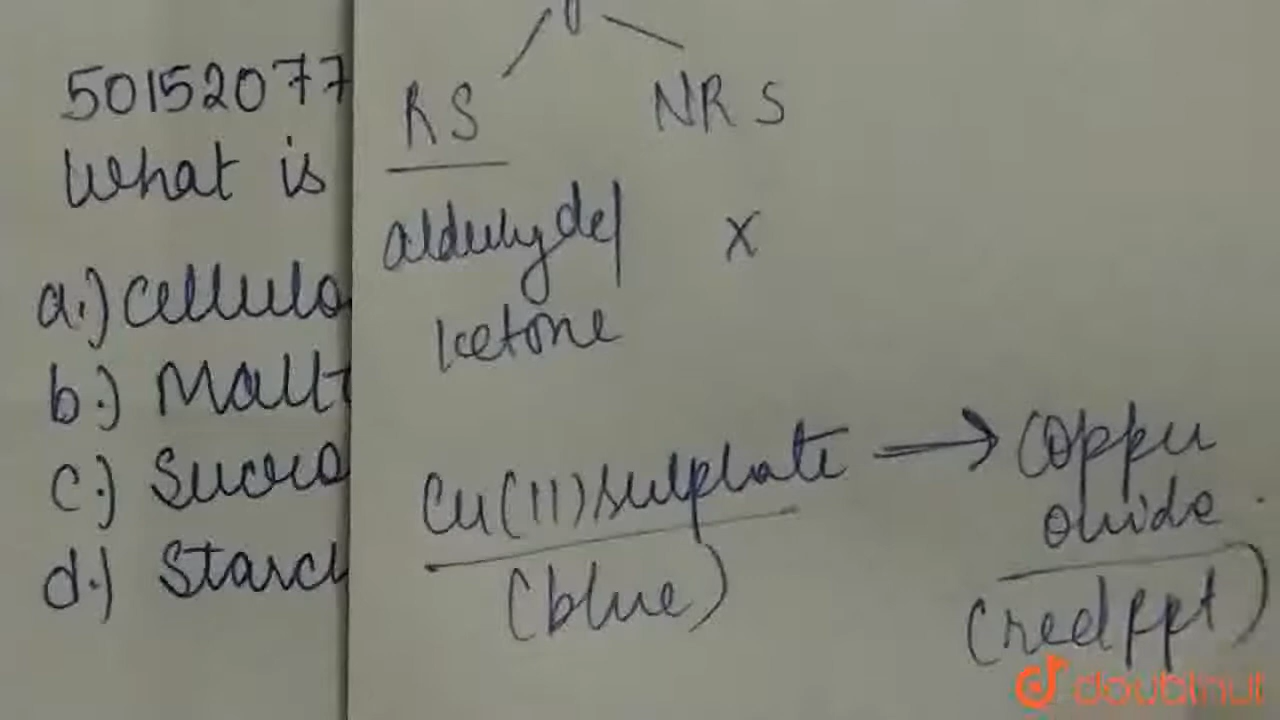 50152077
What is
a.) Cellulo
b.) Malt
c.) Sucro
d.) Starch
RS NRS
aldehyde/ X
ketone
Cu(II)sulphate → Copper
oxide.
(blue) (red ppt)
doubtnut